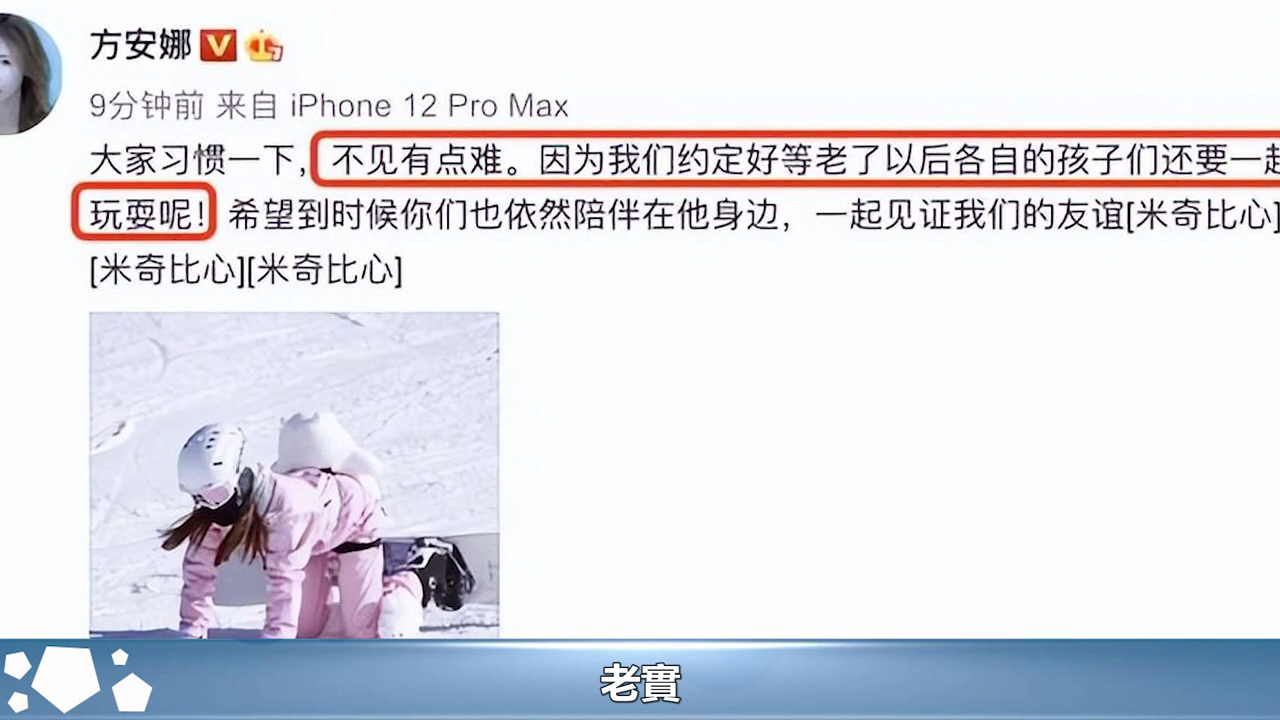 方安娜
9分钟前 来自 iPhone 12 Pro Max
大家习惯一下, 不见有点难。因为我们约定好等老了以后各自的孩子们还要一起
玩耍呢! 希望到时候你们也依然陪伴在他身边，一起见证我们的友谊[米奇比心]
[米奇比心][米奇比心]
老實